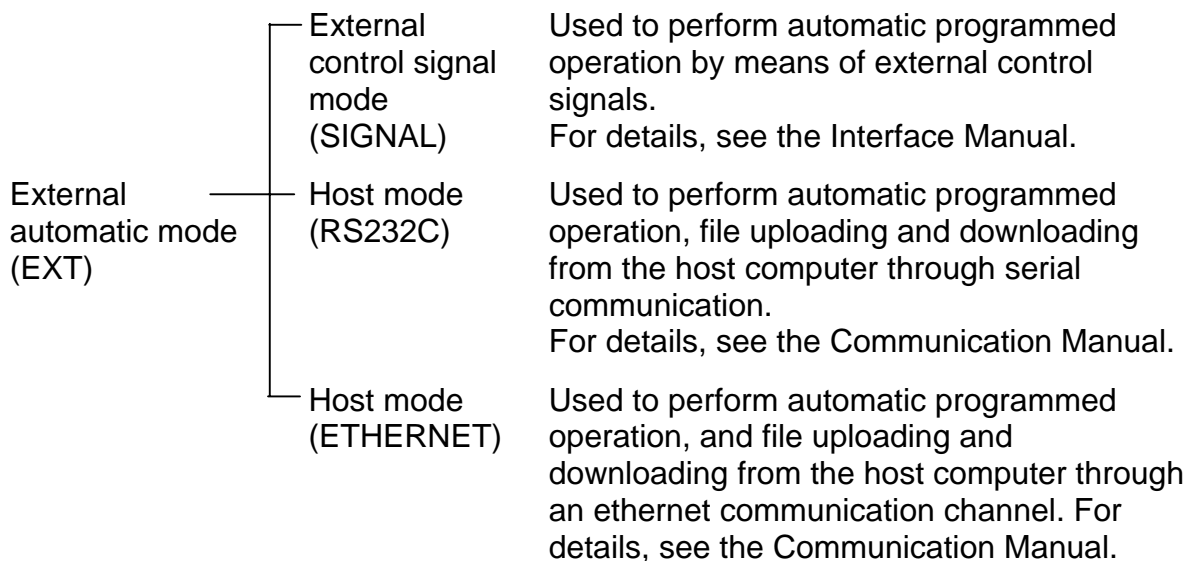 External
control signal
mode
(SIGNAL)
Used to perform automatic programmed
operation by means of external control
signals.
For details, see the Interface Manual.
External
automatic mode
(EXT)
Host mode
(RS232C)
Used to perform automatic programmed
operation, file uploading and downloading
from the host computer through serial
communication.
For details, see the Communication Manual.
Host mode
(ETHERNET)
Used to perform automatic programmed
operation, and file uploading and
downloading from the host computer through
an ethernet communication channel. For
details, see the Communication Manual.